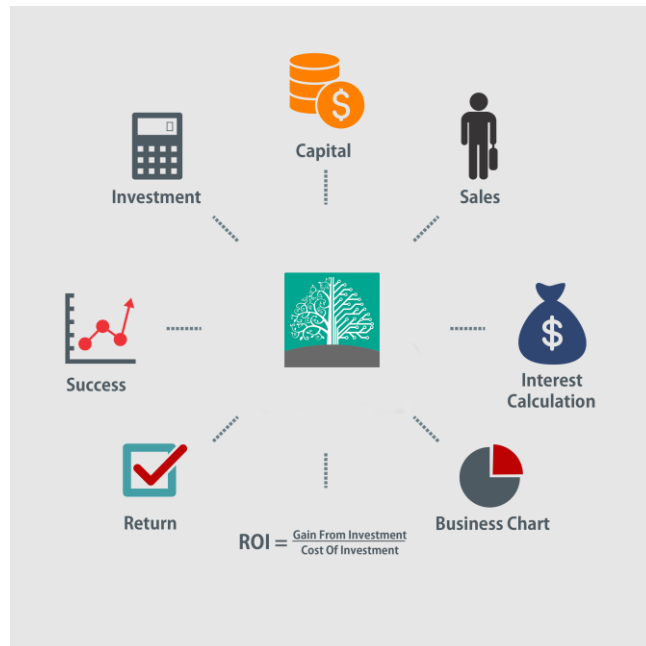 Capital
Investment
Sales
Success
Interest
Calculation
Return
Business Chart
ROI = Gain From Investment
Cost Of Investment
$
$